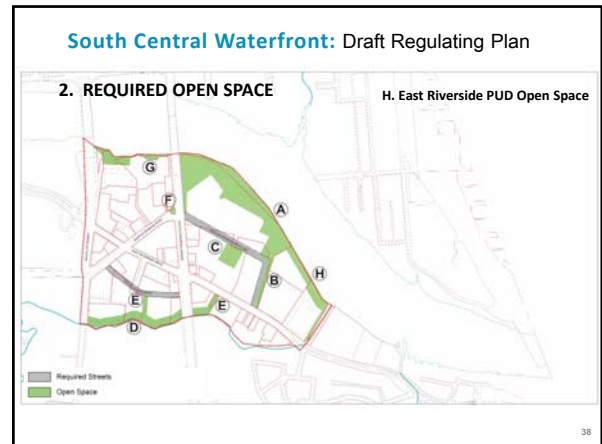 South Central Waterfront: Draft Regulating Plan
2. REQUIRED OPEN SPACE
H. East Riverside PUD Open Space
G
F
A
C
B
H
E
E
D
Required Streets
Open Space
38